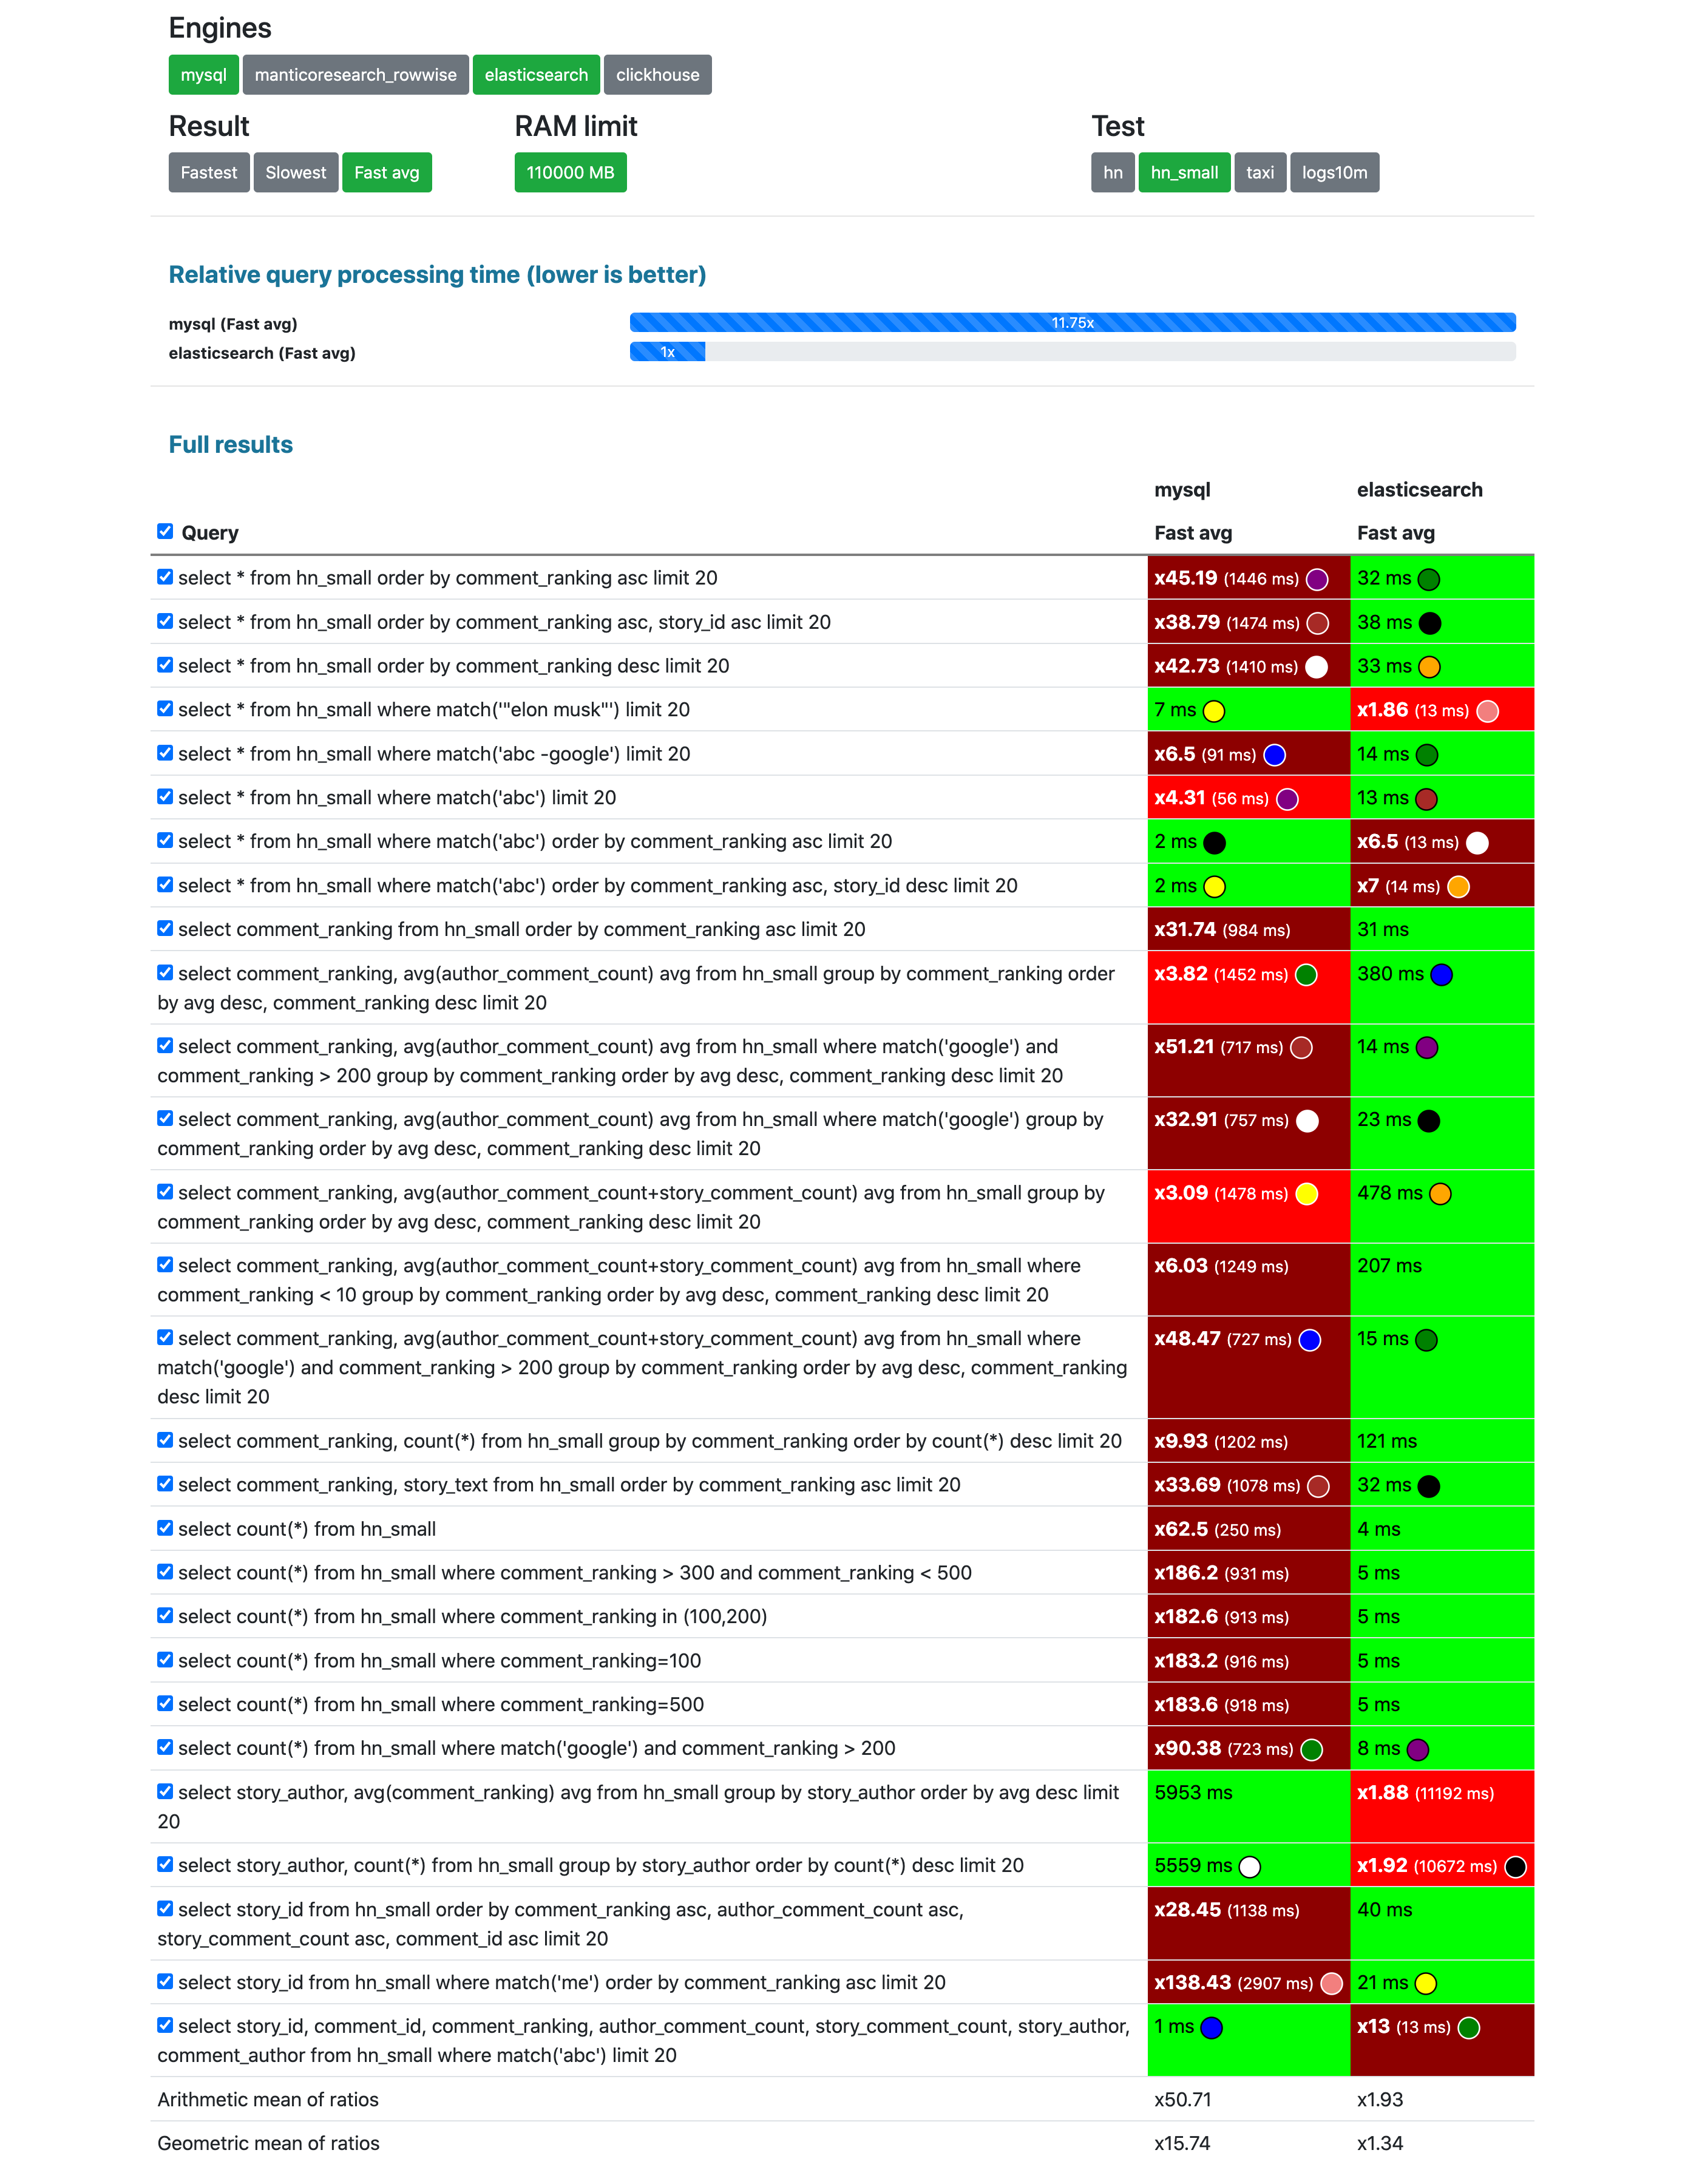 Engines
mysql manticoresearch_rowwise elasticsearch clickhouse
Result RAM limit Test
Fastest Slowest Fast avg 110000 MB hn hn_small taxi logs10m
Relative query processing time (lower is better)
mysql (Fast avg) 11.75x
elasticsearch (Fast avg) 1x
Full results
mysql elasticsearch
Query Fast avg Fast avg
select * from hn_small order by comment_ranking asc limit 20 x45.19 (1446 ms) 32 ms
select * from hn_small order by comment_ranking asc, story_id asc limit 20 x38.79 (1474 ms) 38 ms
select * from hn_small order by comment_ranking desc limit 20 x42.73 (1410 ms) 33 ms
select * from hn_small where match('"elon musk"') limit 20 7 ms x1.86 (13 ms)
select * from hn_small where match('abc -google') limit 20 x6.5 (91 ms) 14 ms
select * from hn_small where match('abc') limit 20 x4.31 (56 ms) 13 ms
select * from hn_small where match('abc') order by comment_ranking asc limit 20 2 ms x6.5 (13 ms)
select * from hn_small where match('abc') order by comment_ranking asc, story_id desc limit 20 2 ms x7 (14 ms)
select comment_ranking from hn_small order by comment_ranking asc limit 20 x31.74 (984 ms) 31 ms
select comment_ranking, avg(author_comment_count) avg from hn_small group by comment_ranking order x3.82 (1452 ms) 380 ms
by avg desc, comment_ranking desc limit 20
select comment_ranking, avg(author_comment_count) avg from hn_small where match('google') and x51.21 (717 ms) 14 ms
comment_ranking > 200 group by comment_ranking order by avg desc, comment_ranking desc limit 20
select comment_ranking, avg(author_comment_count) avg from hn_small where match('google') group by x32.91 (757 ms) 23 ms
comment_ranking order by avg desc, comment_ranking desc limit 20
select comment_ranking, avg(author_comment_count+story_comment_count) avg from hn_small group by x3.09 (1478 ms) 478 ms
comment_ranking order by avg desc, comment_ranking desc limit 20
select comment_ranking, avg(author_comment_count+story_comment_count) avg from hn_small where x6.03 (1249 ms) 207 ms
comment_ranking < 10 group by comment_ranking order by avg desc, comment_ranking desc limit 20
select comment_ranking, avg(author_comment_count+story_comment_count) avg from hn_small where x48.47 (727 ms) 15 ms
match('google') and comment_ranking > 200 group by comment_ranking order by avg desc, comment_ranking
desc limit 20
select comment_ranking, count(*) from hn_small group by comment_ranking order by count(*) desc limit 20 x9.93 (1202 ms) 121 ms
select comment_ranking, story_text from hn_small order by comment_ranking asc limit 20 x33.69 (1078 ms) 32 ms
select count(*) from hn_small x62.5 (250 ms) 4 ms
select count(*) from hn_small where comment_ranking > 300 and comment_ranking < 500 x186.2 (931 ms) 5 ms
select count(*) from hn_small where comment_ranking in (100,200) x182.6 (913 ms) 5 ms
select count(*) from hn_small where comment_ranking=100 x183.2 (916 ms) 5 ms
select count(*) from hn_small where comment_ranking=500 x183.6 (918 ms) 5 ms
select count(*) from hn_small where match('google') and comment_ranking > 200 x90.38 (723 ms) 8 ms
select story_author, avg(comment_ranking) avg from hn_small group by story_author order by avg desc limit 5953 ms x1.88 (11192 ms)
20
select story_author, count(*) from hn_small group by story_author order by count(*) desc limit 20 5559 ms x1.92 (10672 ms)
select story_id from hn_small order by comment_ranking asc, author_comment_count asc, x28.45 (1138 ms) 40 ms
story_comment_count asc, comment_id asc limit 20
select story_id from hn_small where match('me') order by comment_ranking asc limit 20 x138.43 (2907 ms) 21 ms
select story_id, comment_id, comment_ranking, author_comment_count, story_comment_count, story_author, 1 ms x13 (13 ms)
comment_author from hn_small where match('abc') limit 20
Arithmetic mean of ratios x50.71 x1.93
Geometric mean of ratios x15.74 x1.34